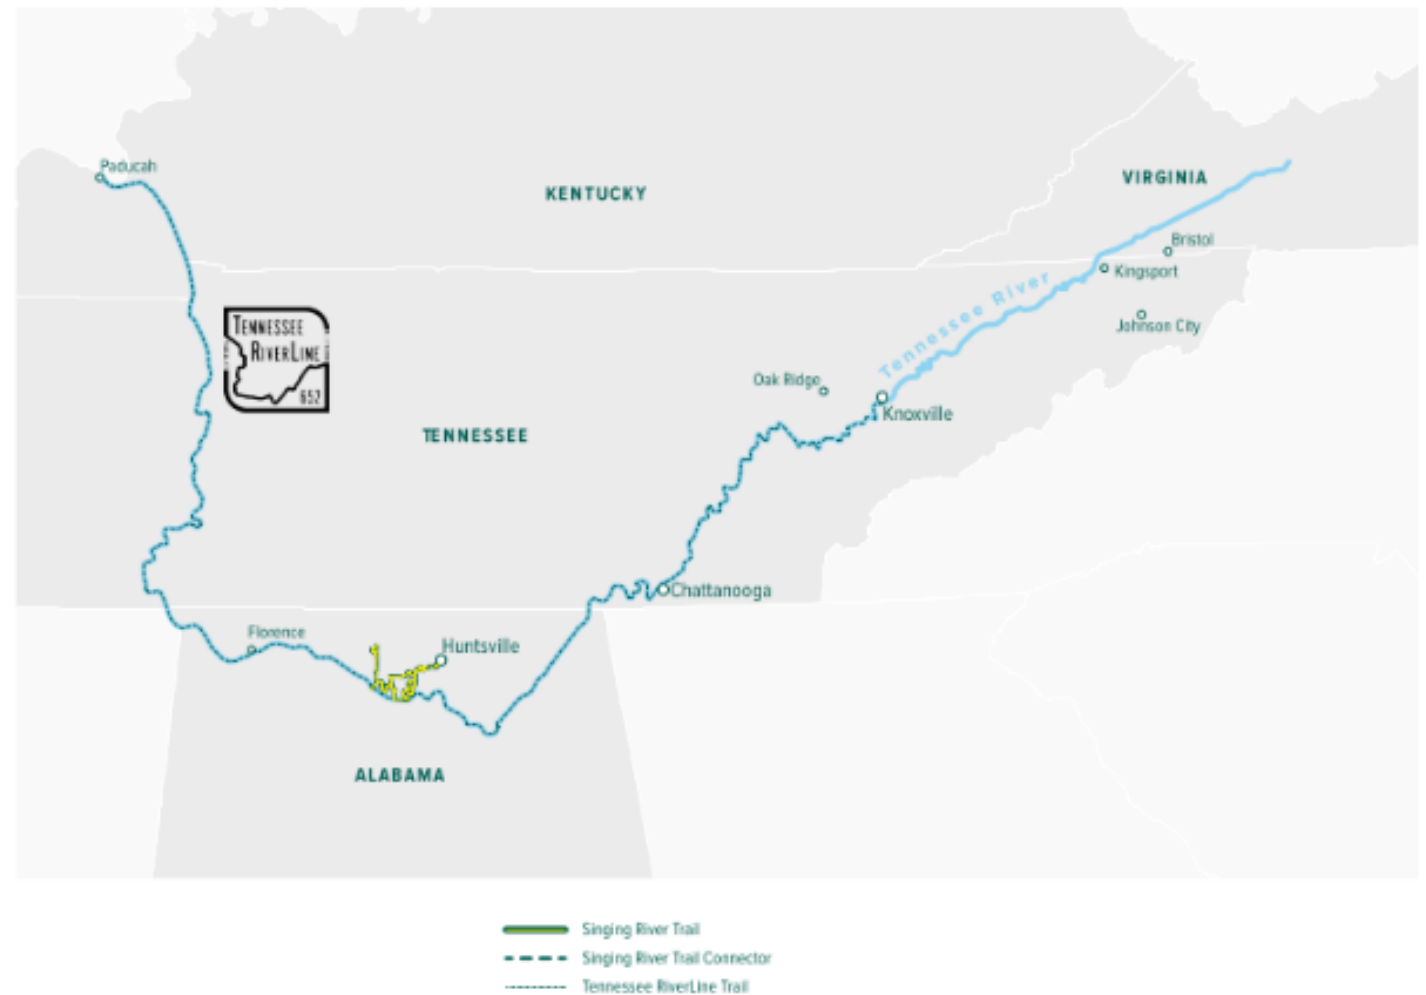 Paducah
KENTUCKY
VIRGINIA
Bristol
Kingsport
Tennessee River
Johnson City
TENNESSEE
RIVERLINE
652
Oak Ridge
Knoxville
TENNESSEE
Chattanooga
Florence
Huntsville
ALABAMA
Singing River Trail
Singing River Trail Connector
Tennessee RiverLine Trail